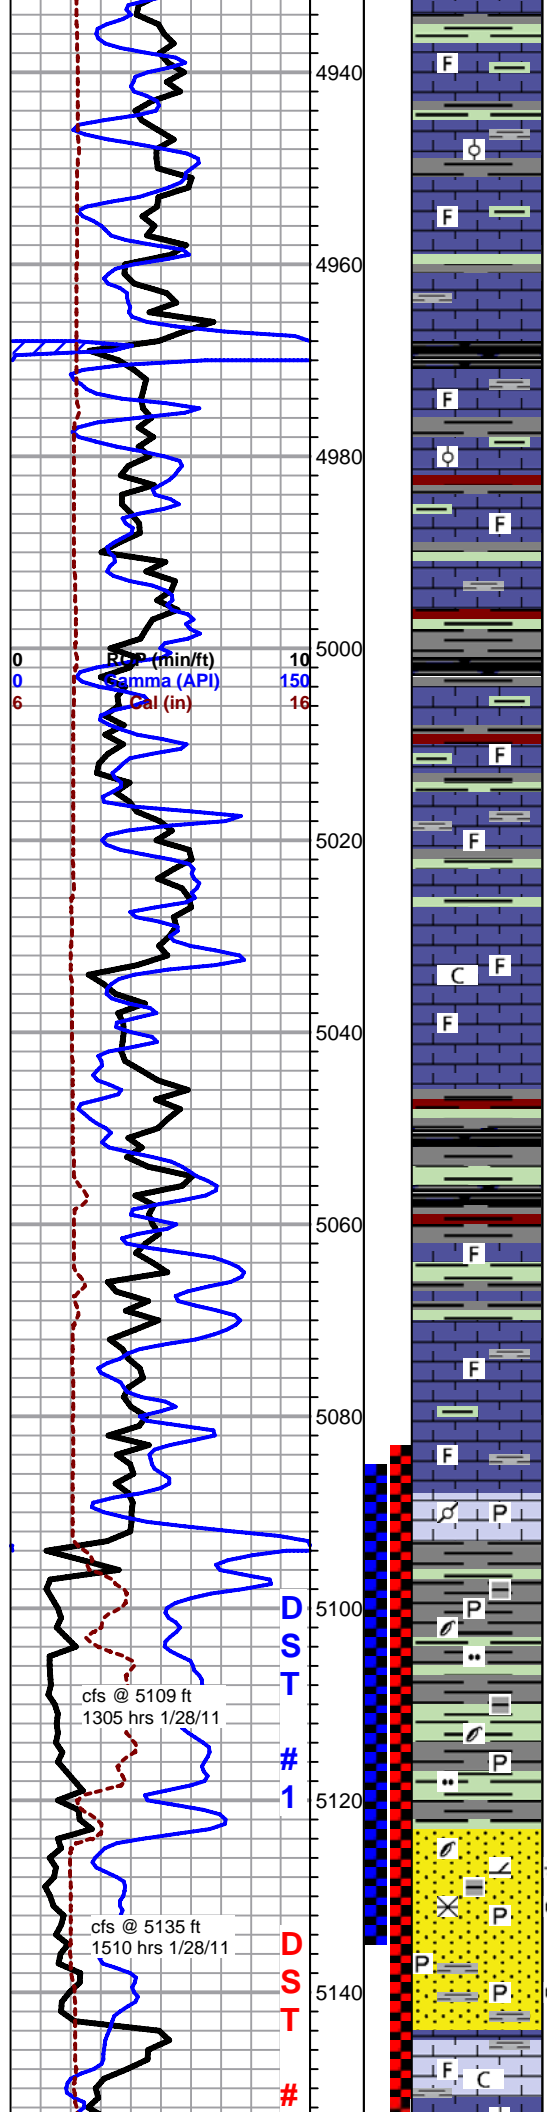 4940
F
F
4960
F
4980
F
0 ROP (min/ft) 10
0 Gamma (API) 150
6 Cal (in) 16
5000
F
5020
F
F
C
5040
F
5060
F
F
5080
F
P
5100
P
D
S
T
cfs @ 5109 ft
1305 hrs 1/28/11
#
1
P
5120
P
cfs @ 5135 ft
1510 hrs 1/28/11
D
S
T
P
5140
P
F
C
#